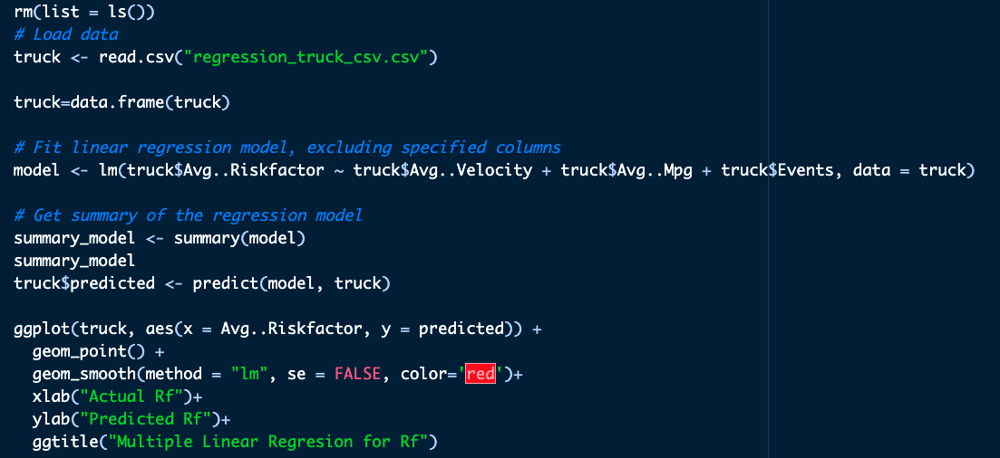 rm(list = ls())
# Load data
truck <- read.csv("regression_truck_csv.csv")
truck=data.frame(truck)
# Fit linear regression model, excluding specified columns
model <- lm(truck$Avg..Riskfactor ~ truck$Avg..Velocity + truck$Avg..Mpg + truck$Events, data = truck)
# Get summary of the regression model
summary_model <- summary(model)
summary_model
truck$predicted <- predict(model, truck)
ggplot(truck, aes(x = Avg..Riskfactor, y = predicted)) +
  geom_point() +
  geom_smooth(method = "lm", se = FALSE, color='red')+
  xlab("Actual Rf")+
  ylab("Predicted Rf")+
  ggtitle("Multiple Linear Regresion for Rf")